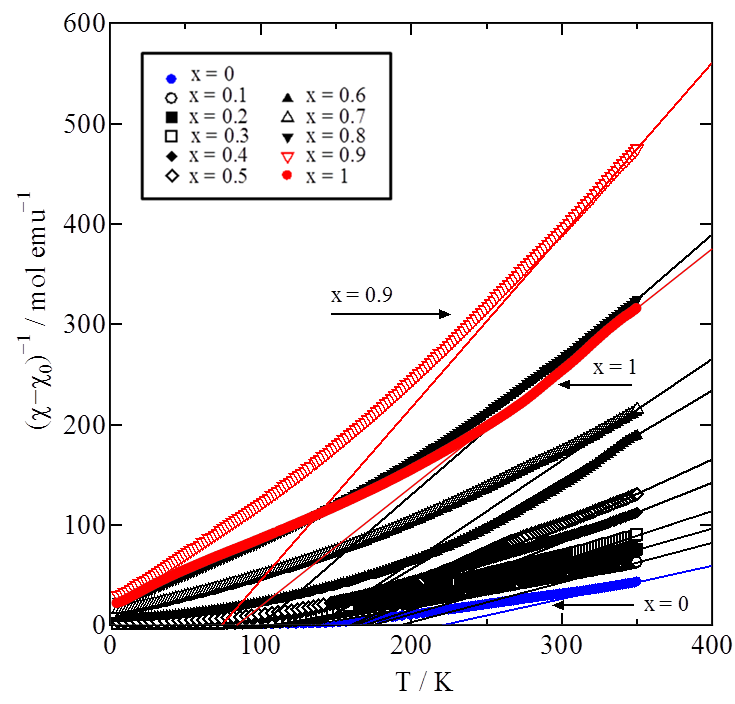 600
500
400
300
200
100
0
(χ−χ₀)⁻¹ / mol emu⁻¹
x = 0
x = 0.1
x = 0.2
x = 0.3
x = 0.4
x = 0.5
x = 0.6
x = 0.7
x = 0.8
x = 0.9
x = 1
x = 0.9
x = 1
x = 0
0 100 200 300 400
T / K